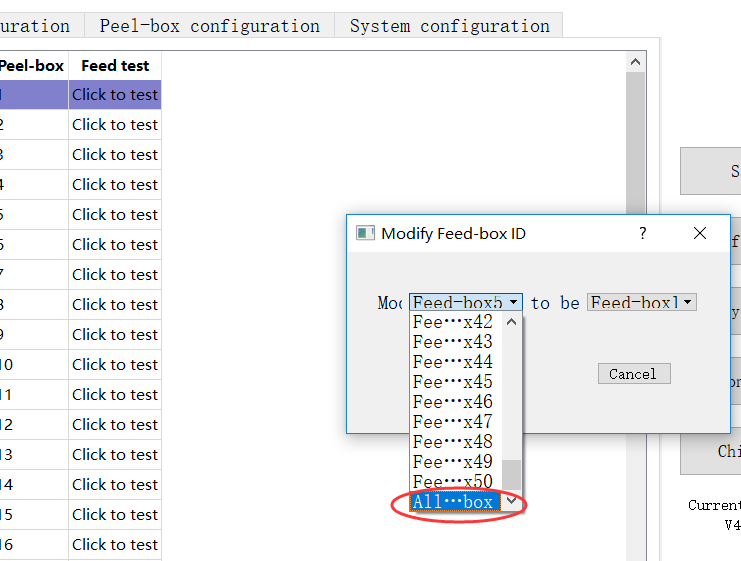 uration Peel-box configuration System configuration
Peel-box Feed test
1 Click to test
2 Click to test
3 Click to test
4 Click to test
5 Click to test
6 Click to test
7 Click to test
8 Click to test
9 Click to test
10 Click to test
11 Click to test
12 Click to test
13 Click to test
14 Click to test
15 Click to test
16 Click to test
Modify Feed-box ID ?
Mod Feed-box5 to be Feed-box1
Fee⋯x42
Fee⋯x43
Fee⋯x44
Fee⋯x45
Fee⋯x46
Fee⋯x47
Fee⋯x48
Fee⋯x49
Fee⋯x50
All⋯box
Cancel
S
f
y
on
Chi
Current
V4